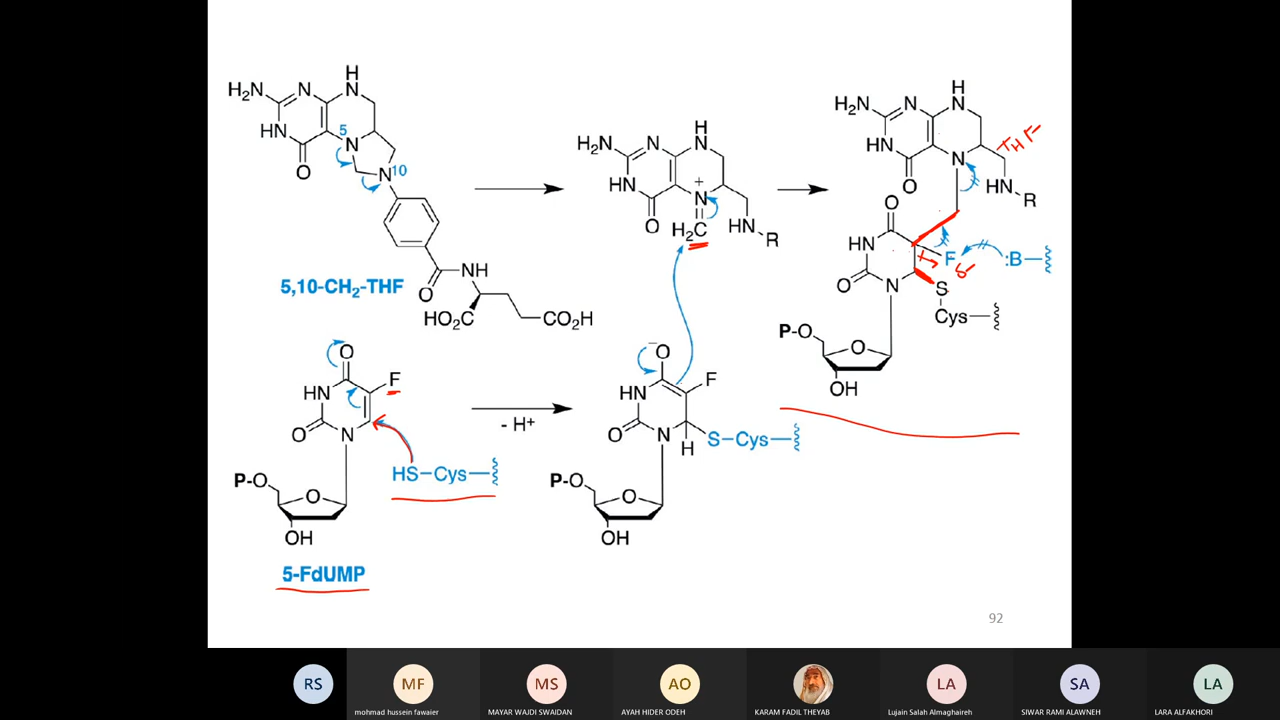 H₂N
N
H
N
HN
5
N
O
N
10
O
NH
HO₂C
CO₂H
5,10-CH₂-THF
H₂N
N
H
N
HN
+
N
O
H₂C
HN
R
H₂N
N
H
N
HN
N
O
THF
HN
R
O
HN
O
N
F
δ-
:B
S
Cys
P-O
O
OH
O
F
HN
O
N
HS-Cys
P-O
O
OH
5-FdUMP
- H⁺
⁻O
F
HN
O
N
H
S-Cys
P-O
O
OH
92
RS
MF
MS
AO
LA
SA
LA
mohmad hussein fawaier
MAYAR WAJDI SWAIDAN
AYAH HIDER ODEH
KARAM FADIL THEYAB
Lujain Salah Almaghaireh
SIWAR RAMI ALAWNEH
LARA ALFAKHORI